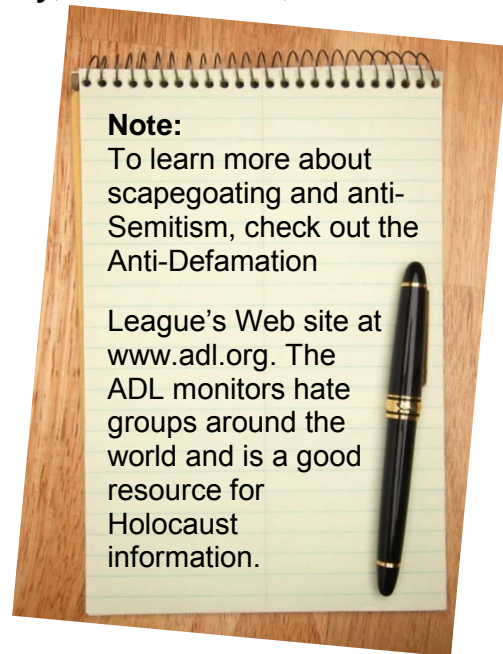 Note:
To learn more about
scapegoating and anti-
Semitism, check out the
Anti-Defamation
League’s Web site at
www.adl.org. The
ADL monitors hate
groups around the
world and is a good
resource for
Holocaust
information.